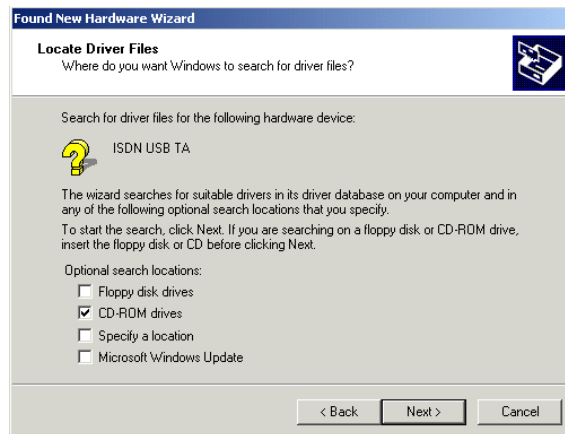 Found New Hardware Wizard
Locate Driver Files
Where do you want Windows to search for driver files?
Search for driver files for the following hardware device:
ISDN USB TA
The wizard searches for suitable drivers in its driver database on your computer and in
any of the following optional search locations that you specify.
To start the search, click Next. If you are searching on a floppy disk or CD-ROM drive,
insert the floppy disk or CD before clicking Next.
Optional search locations:
Floppy disk drives
CD-ROM drives
Specify a location
Microsoft Windows Update
< Back Next > Cancel